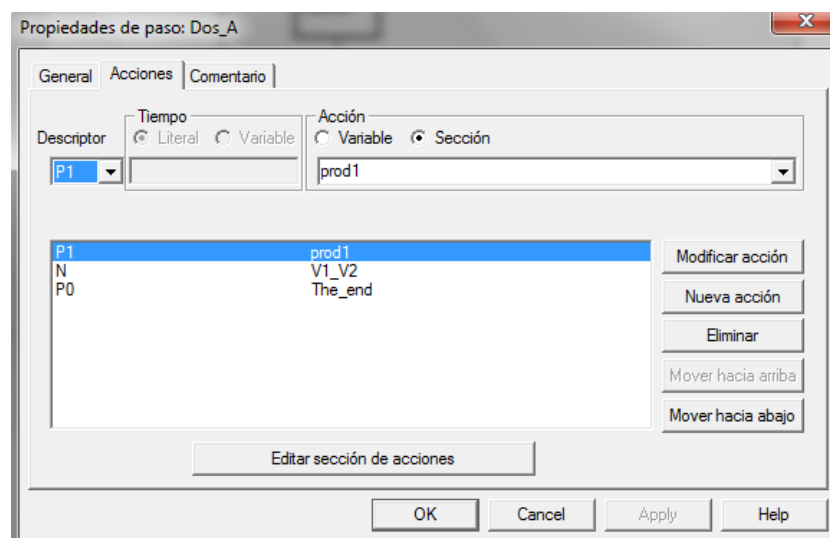 Propiedades de paso: Dos_A
General Acciones Comentario
Tiempo Acción
Descriptor Literal Variable Variable Sección
P1 prod1
P1 prod1
N V1_V2
P0 The_end
Modificar acción
Nueva acción
Eliminar
Mover hacia arriba
Mover hacia abajo
Editar sección de acciones
OK Cancel Apply Help